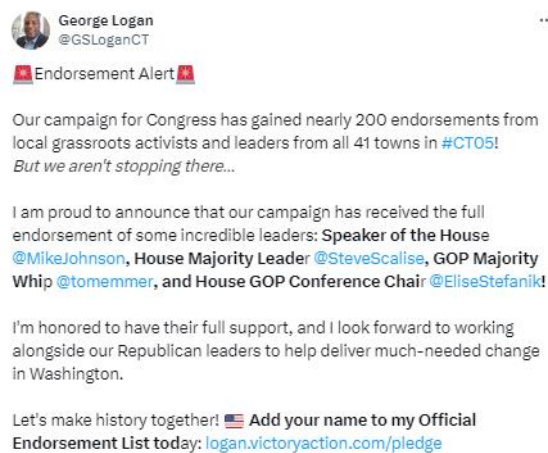 George Logan
@GSLoganCT
🚨Endorsement Alert🚨
Our campaign for Congress has gained nearly 200 endorsements from
local grassroots activists and leaders from all 41 towns in #CT05!
But we aren't stopping there...
I am proud to announce that our campaign has received the full
endorsement of some incredible leaders: Speaker of the House
@MikeJohnson, House Majority Leader @SteveScalise, GOP Majority
Whip @tomemmer, and House GOP Conference Chair @EliseStefanik!
I'm honored to have their full support, and I look forward to working
alongside our Republican leaders to help deliver much-needed change
in Washington.
Let's make history together! 🇺🇸 Add your name to my Official
Endorsement List today: logan.victoryaction.com/pledge